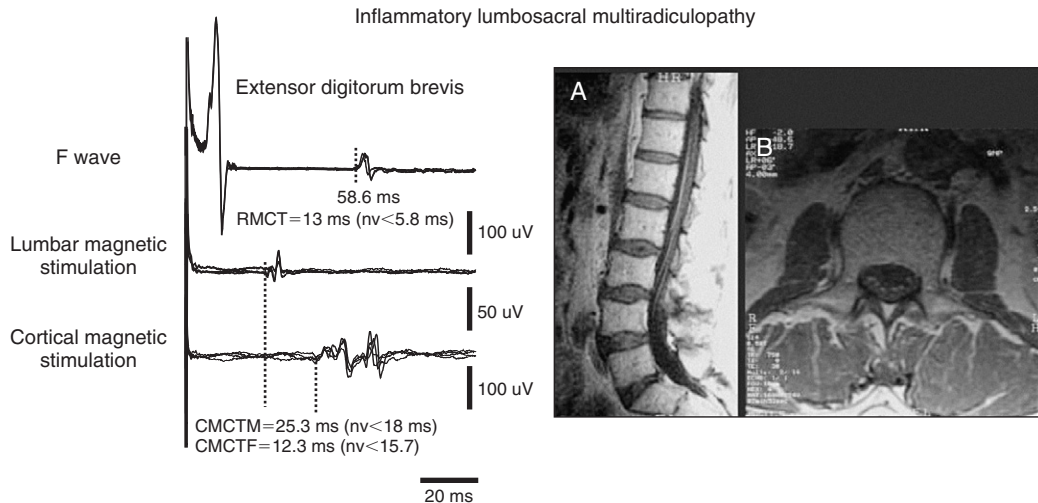 Inflammatory lumbosacral multiradiculopathy
Extensor digitorum brevis
F wave
58.6 ms
RMCT=13 ms (nv<5.8 ms)
100 uV
Lumbar magnetic
stimulation
50 uV
Cortical magnetic
stimulation
100 uV
CMCTM=25.3 ms (nv<18 ms)
CMCTF=12.3 ms (nv<15.7)
20 ms
A
H R
B
4.00mm